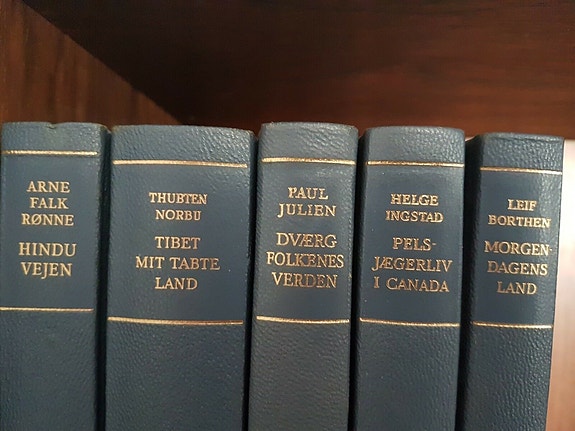 ARNE
FALK
RØNNE
HINDU
VEJEN
THUBTEN
NORBU
TIBET
MIT TABTE
LAND
PAUL
JULIEN
DVÆRG
FOLKENES
VERDEN
HELGE
INGSTAD
PELS-
JÆGERLIV
I CANADA
LEIF
BORTHEN
MORGEN-
DAGENS
LAND